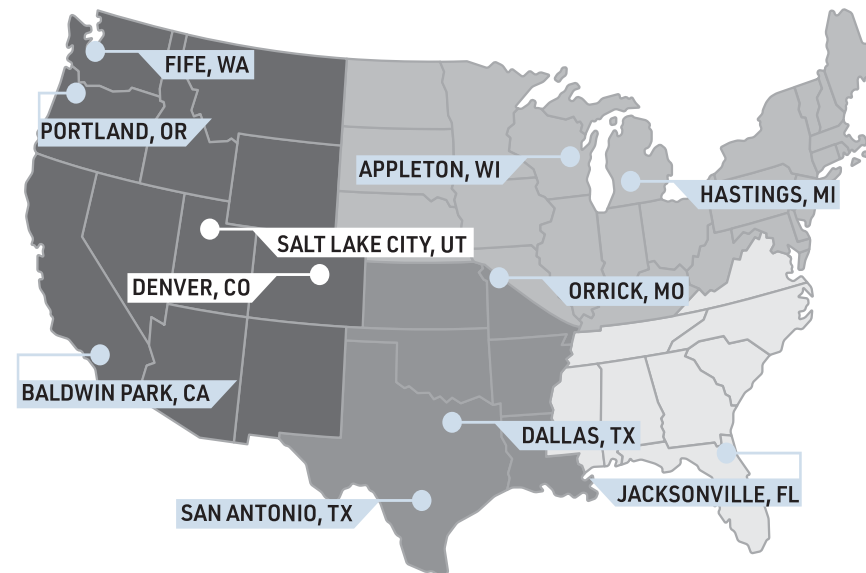 FIFE, WA
PORTLAND, OR
APPLETON, WI
HASTINGS, MI
SALT LAKE CITY, UT
DENVER, CO
ORRICK, MO
BALDWIN PARK, CA
DALLAS, TX
JACKSONVILLE, FL
SAN ANTONIO, TX